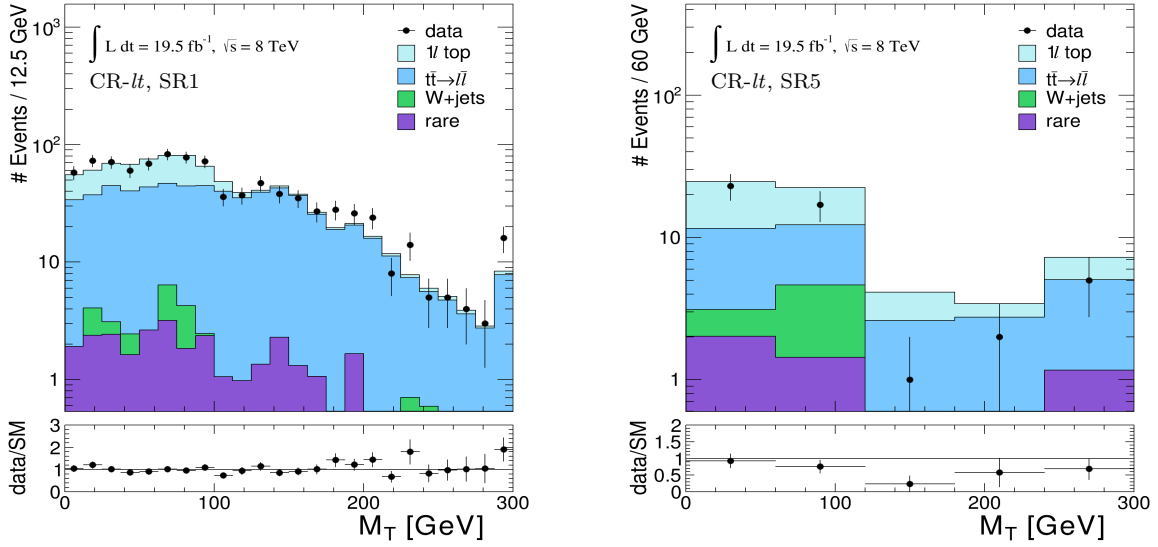 # Events / 12.5 GeV
10³
10²
10
1
∫ L dt = 19.5 fb⁻¹, √s = 8 TeV
CR-lt, SR1
data
1l top
tt̄→ll̄
W+jets
rare
data/SM
3
2
1
0
0 100 200 300
M_T [GeV]
# Events / 60 GeV
10²
10
1
∫ L dt = 19.5 fb⁻¹, √s = 8 TeV
CR-lt, SR5
data
1l top
tt̄→ll̄
W+jets
rare
data/SM
2
1.5
1
0.5
0
0 100 200 300
M_T [GeV]